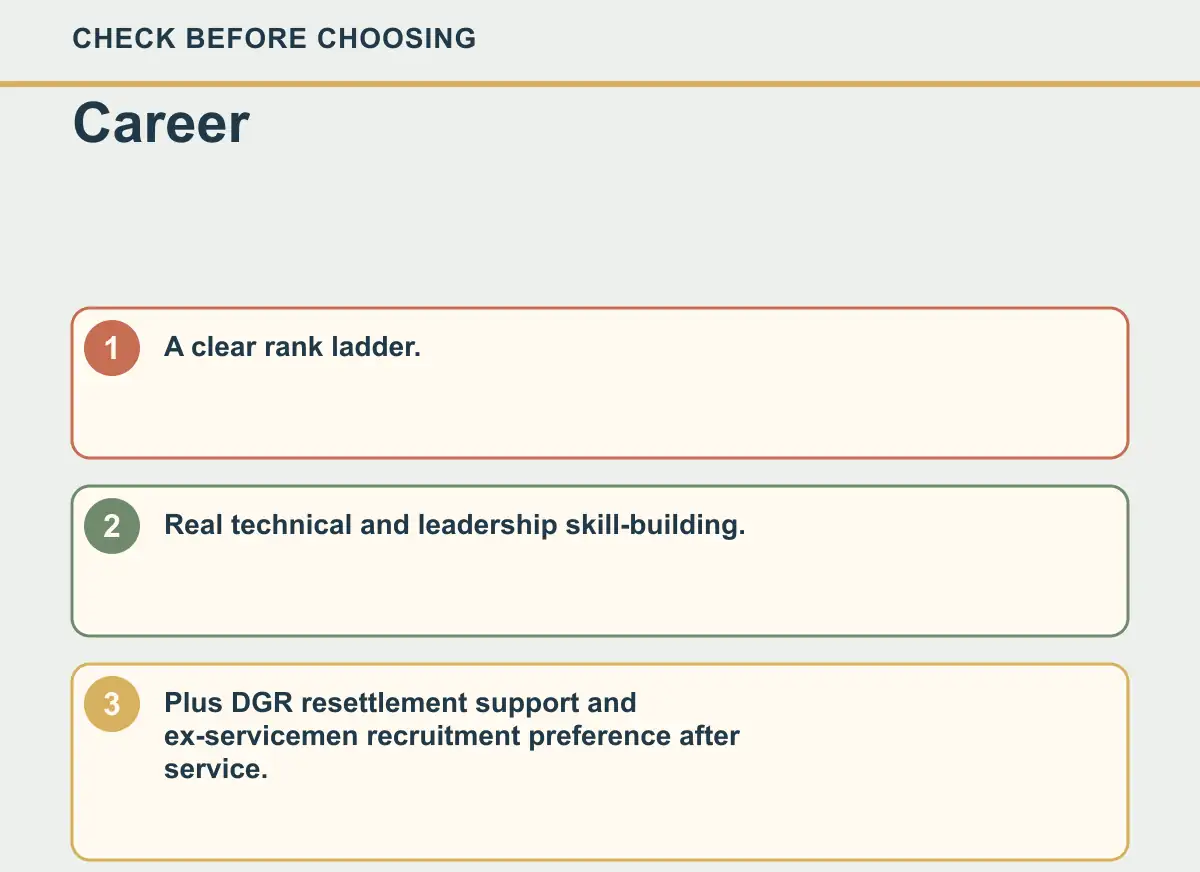 CHECK BEFORE CHOOSING
Career
1 A clear rank ladder.
2 Real technical and leadership skill-building.
3 Plus DGR resettlement support and
ex-servicemen recruitment preference after
service.